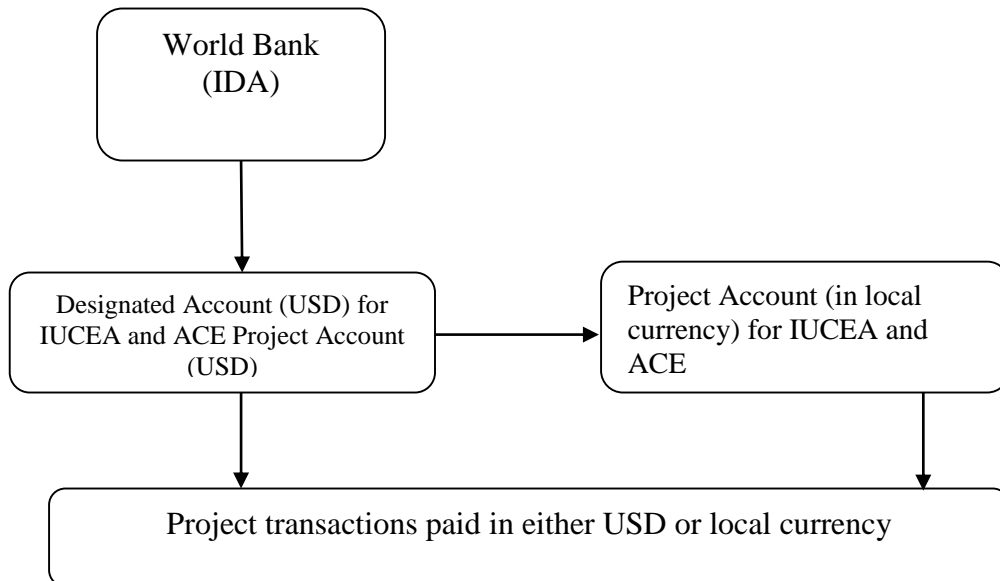 World Bank
(IDA)
Designated Account (USD) for
IUCEA and ACE Project Account
(USD)
Project Account (in local
currency) for IUCEA and
ACE
Project transactions paid in either USD or local currency